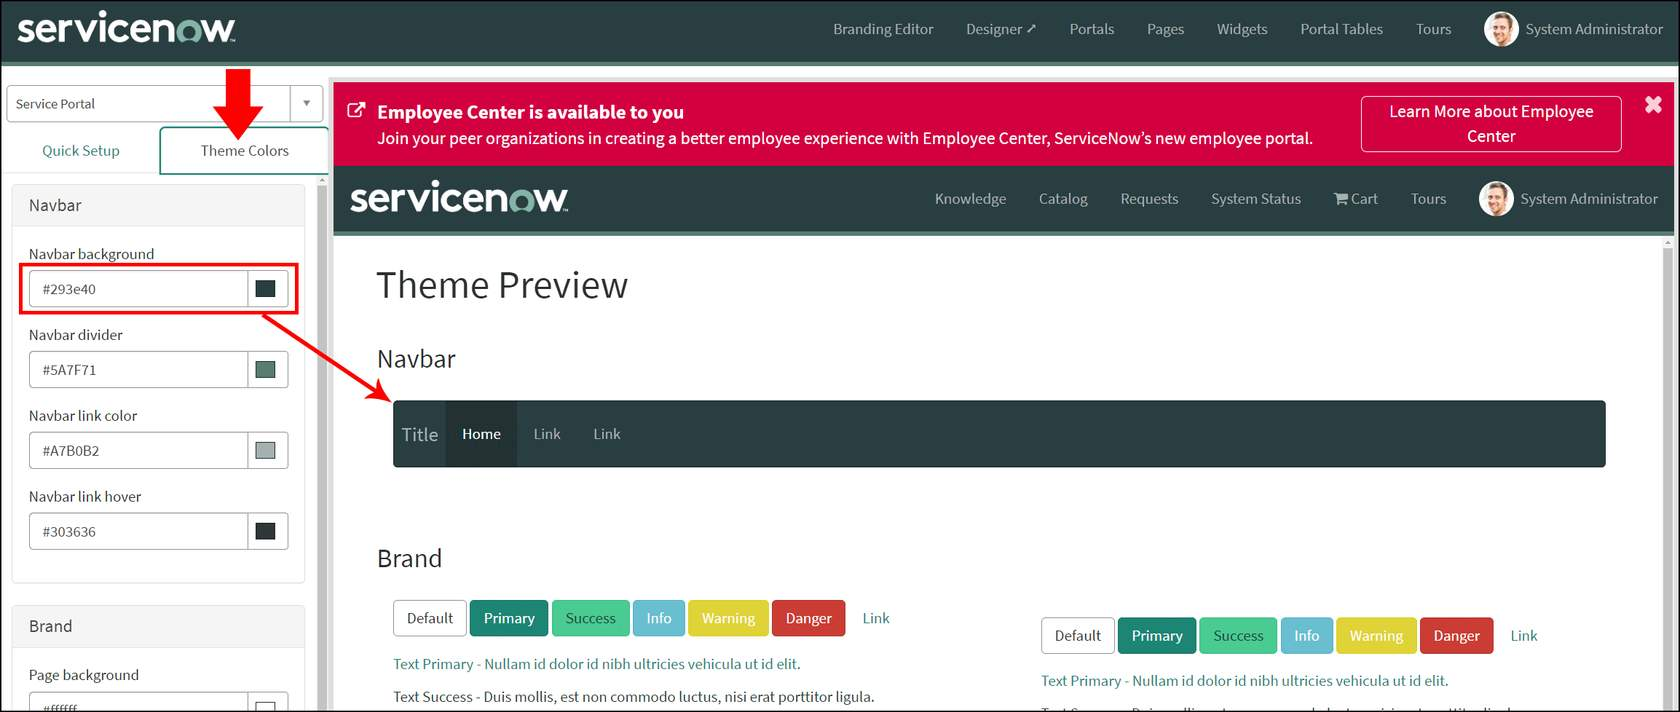 servicenow
Branding Editor
Designer
Portals
Pages
Widgets
Portal Tables
Tours
System Administrator
Service Portal
Quick Setup
Theme Colors
Navbar
Navbar background
#293e40
Navbar divider
#5A7F71
Navbar link color
#A7B0B2
Navbar link hover
#303636
Brand
Page background
#ffffff
Employee Center is available to you
Join your peer organizations in creating a better employee experience with Employee Center, ServiceNow's new employee portal.
Learn More about Employee
Center
servicenow
Knowledge
Catalog
Requests
System Status
Cart
Tours
System Administrator
Theme Preview
Navbar
Title
Home
Link
Link
Brand
Default
Primary
Success
Info
Warning
Danger
Link
Text Primary - Nullam id dolor id nibh ultricies vehicula ut id elit.
Text Success - Duis mollis, est non commodo luctus, nisi erat porttitor ligula.
Default
Primary
Success
Info
Warning
Danger
Link
Text Primary - Nullam id dolor id nibh ultricies vehicula ut id elit.